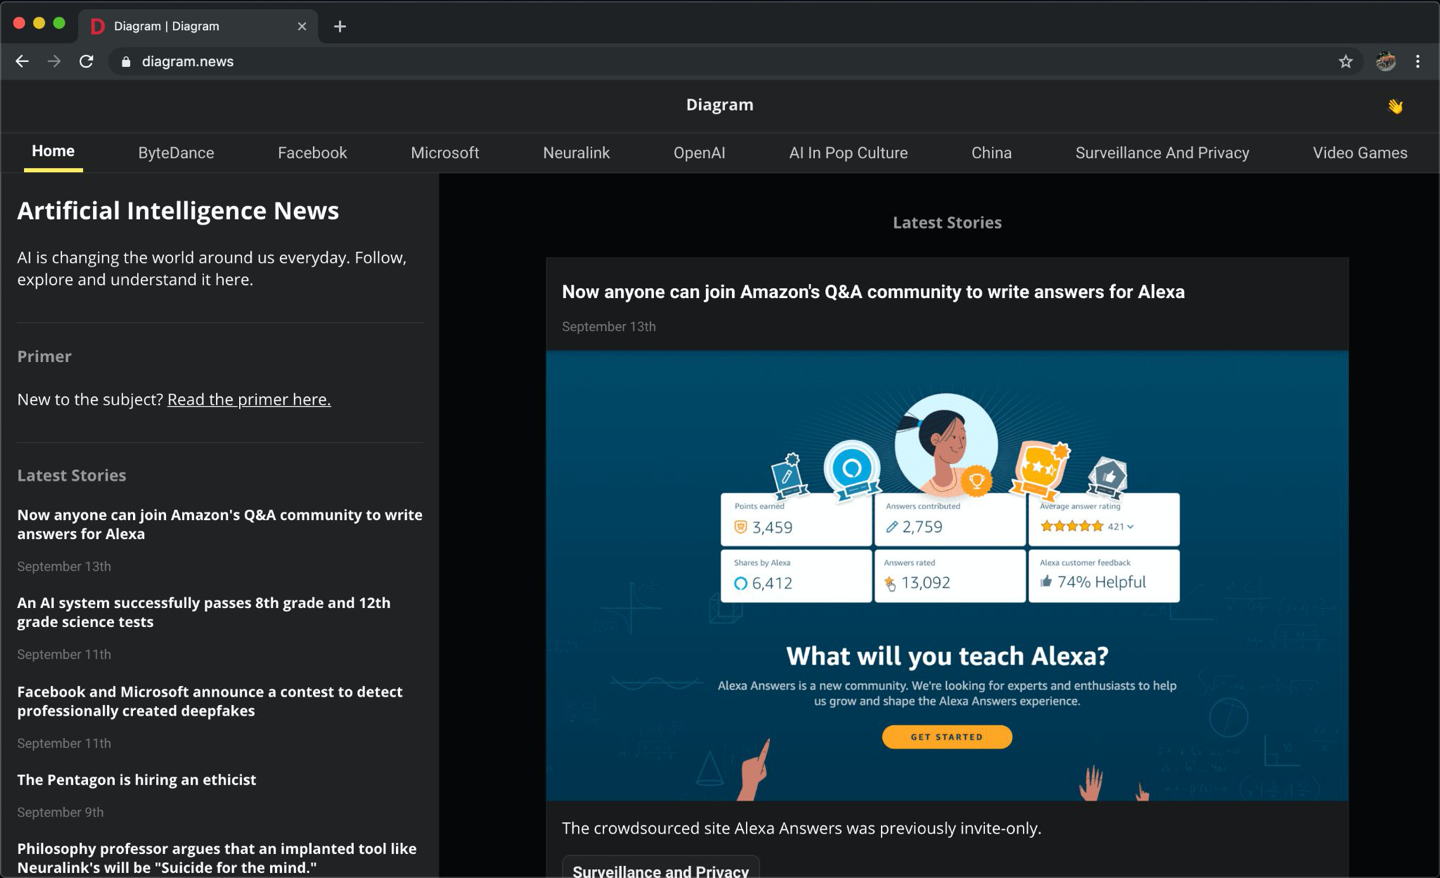 Diagram | Diagram
diagram.news
Diagram
Home
ByteDance
Facebook
Microsoft
Neuralink
OpenAI
AI In Pop Culture
China
Surveillance And Privacy
Video Games
Artificial Intelligence News
AI is changing the world around us everyday. Follow,
explore and understand it here.
Primer
New to the subject? Read the primer here.
Latest Stories
Now anyone can join Amazon's Q&A community to write
answers for Alexa
September 13th
An AI system successfully passes 8th grade and 12th
grade science tests
September 11th
Facebook and Microsoft announce a contest to detect
professionally created deepfakes
September 11th
The Pentagon is hiring an ethicist
September 9th
Philosophy professor argues that an implanted tool like
Neuralink's will be "Suicide for the mind."
Latest Stories
Now anyone can join Amazon's Q&A community to write answers for Alexa
September 13th
Points earned
3,459
Answers contributed
2,759
Average answer rating
421
Shares by Alexa
6,412
Answers rated
13,092
Alexa customer feedback
74% Helpful
What will you teach Alexa?
Alexa Answers is a new community. We're looking for experts and enthusiasts to help
us grow and shape the Alexa Answers experience.
GET STARTED
The crowdsourced site Alexa Answers was previously invite-only.
Surveillance and Privacy